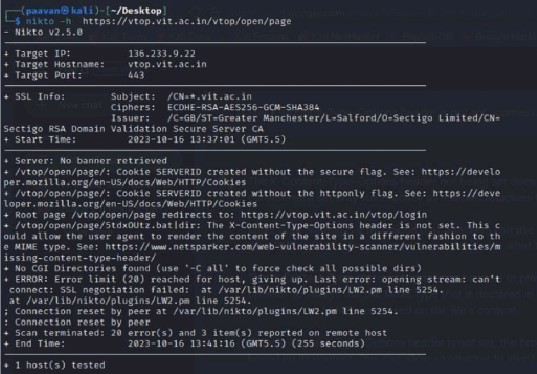 (paavan㉿kali)-[~/Desktop]
$ nikto -h https://vtop.vit.ac.in/vtop/open/page
- Nikto v2.5.0
+ Target IP: 136.233.9.22
+ Target Hostname: vtop.vit.ac.in
+ Target Port: 443
+ SSL Info: Subject: /CN=*.vit.ac.in
Ciphers: ECDHE-RSA-AES256-GCM-SHA384
Issuer: /C=GB/ST=Greater Manchester/L=Salford/O=Sectigo Limited/CN=
Sectigo RSA Domain Validation Secure Server CA
+ Start Time: 2023-10-16 13:37:01 (GMT5.5)
+ Server: No banner retrieved
+ /vtop/open/page/: Cookie SERVERID created without the secure flag. See: https://develo
per.mozilla.org/en-US/docs/Web/HTTP/Cookies
+ /vtop/open/page/: Cookie SERVERID created without the httponly flag. See: https://deve
loper.mozilla.org/en-US/docs/Web/HTTP/Cookies
+ Root page /vtop/open/page redirects to: https://vtop.vit.ac.in/vtop/login
+ /vtop/open/page/StdxOUtz.bat|dir: The X-Content-Type-Options header is not set. This c
ould allow the user agent to render the content of the site in a different fashion to th
e MIME type. See: https://www.netsparker.com/web-vulnerability-scanner/vulnerabilities/m
issing-content-type-header/
+ No CGI Directories found (use '-C all' to force check all possible dirs)
+ ERROR: Error limit (20) reached for host, giving up. Last error: opening stream: can't
connect: SSL negotiation failed: at /var/lib/nikto/plugins/LW2.pm line 5254.
at /var/lib/nikto/plugins/LW2.pm line 5254.
; Connection reset by peer at /var/lib/nikto/plugins/LW2.pm line 5254.
: Connection reset by peer
+ Scan terminated: 20 error(s) and 3 item(s) reported on remote host
+ End Time: 2023-10-16 13:41:16 (GMT5.5) (255 seconds)
+ 1 host(s) tested